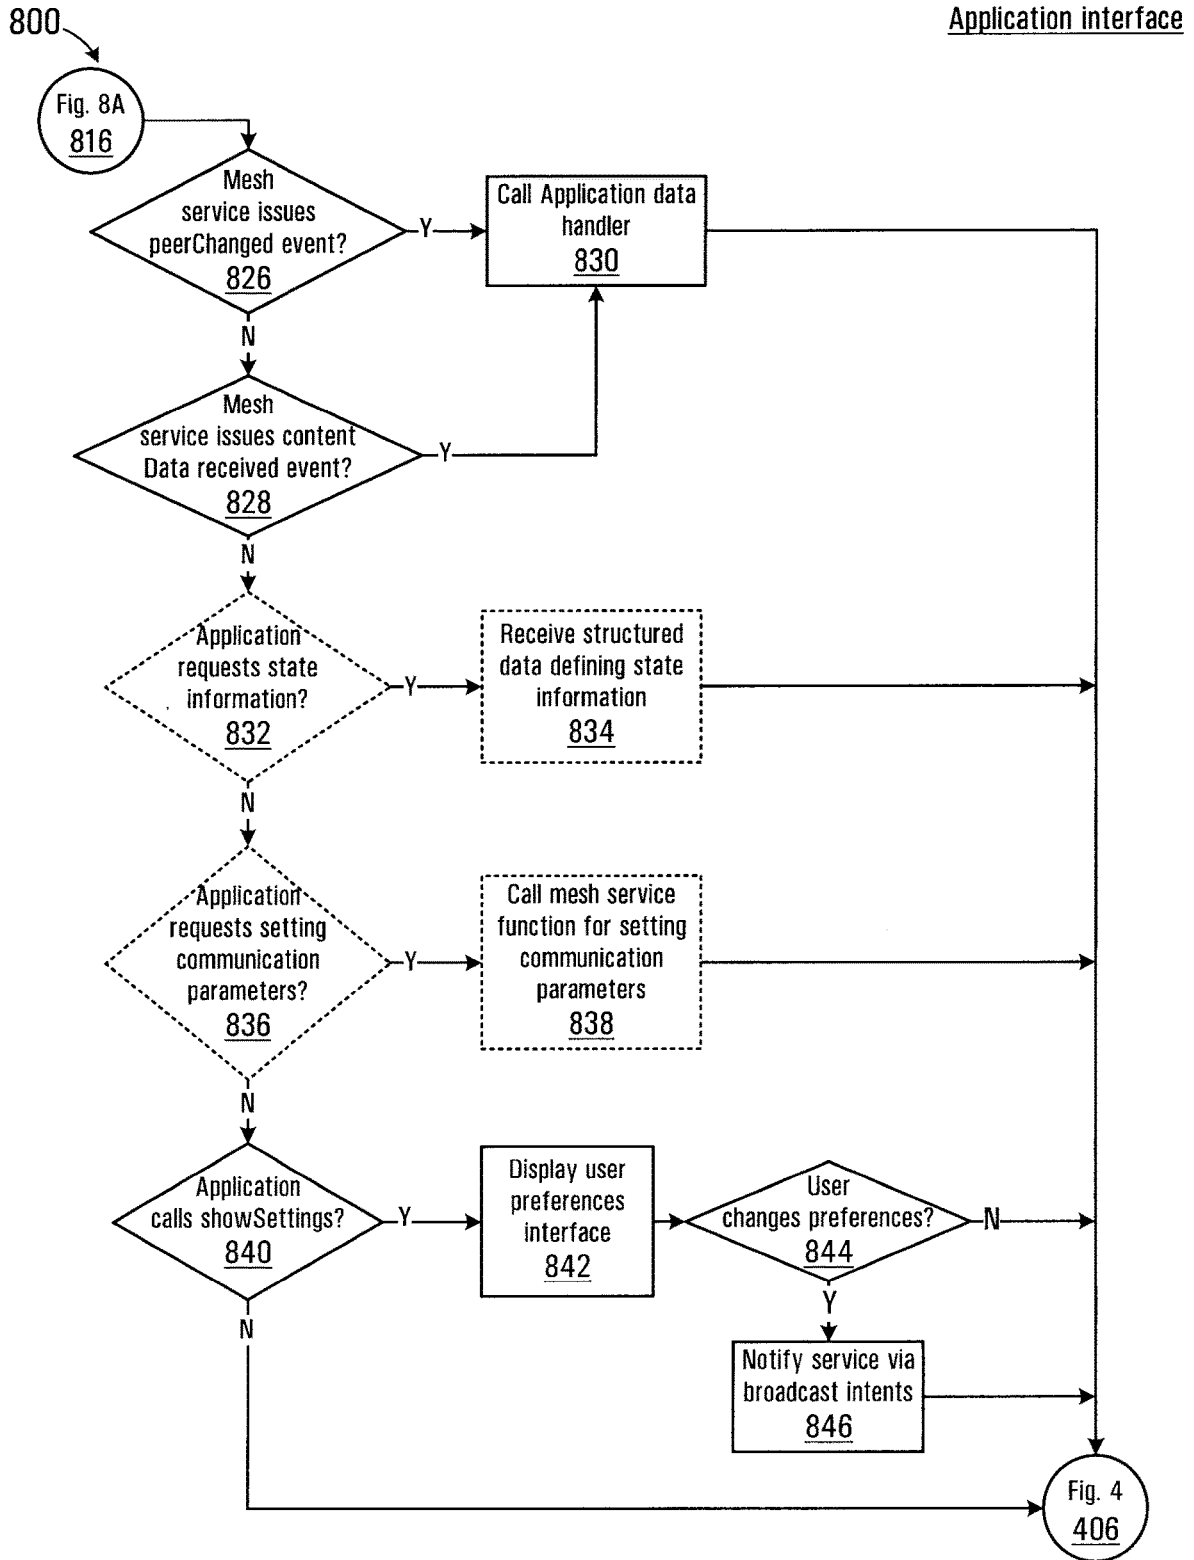 800
Application interface
Fig. 8A
816
Mesh
service issues
peerChanged event?
826
Y
Call Application data
handler
830
N
Mesh
service issues content
Data received event?
828
Y
N
Application
requests state
information?
832
Y
Receive structured
data defining state
information
834
N
Application
requests setting
communication
parameters?
836
Y
Call mesh service
function for setting
communication
parameters
838
N
Application
calls showSettings?
840
Y
Display user
preferences
interface
842
User
changes preferences?
844
N
Y
N
Notify service via
broadcast intents
846
Fig. 4
406